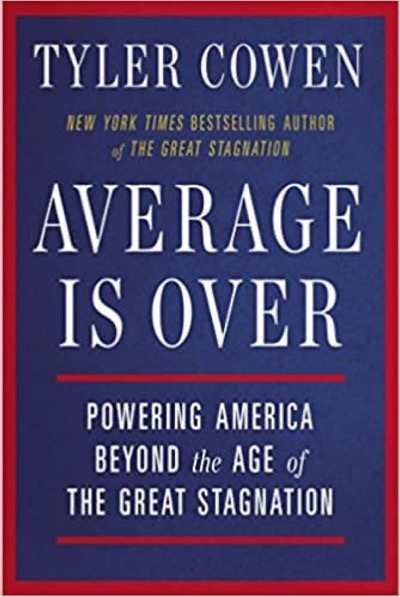 TYLER COWEN
NEW YORK TIMES BESTSELLING AUTHOR
of THE GREAT STAGNATION
AVERAGE
IS OVER
POWERING AMERICA
BEYOND the AGE of
THE GREAT STAGNATION